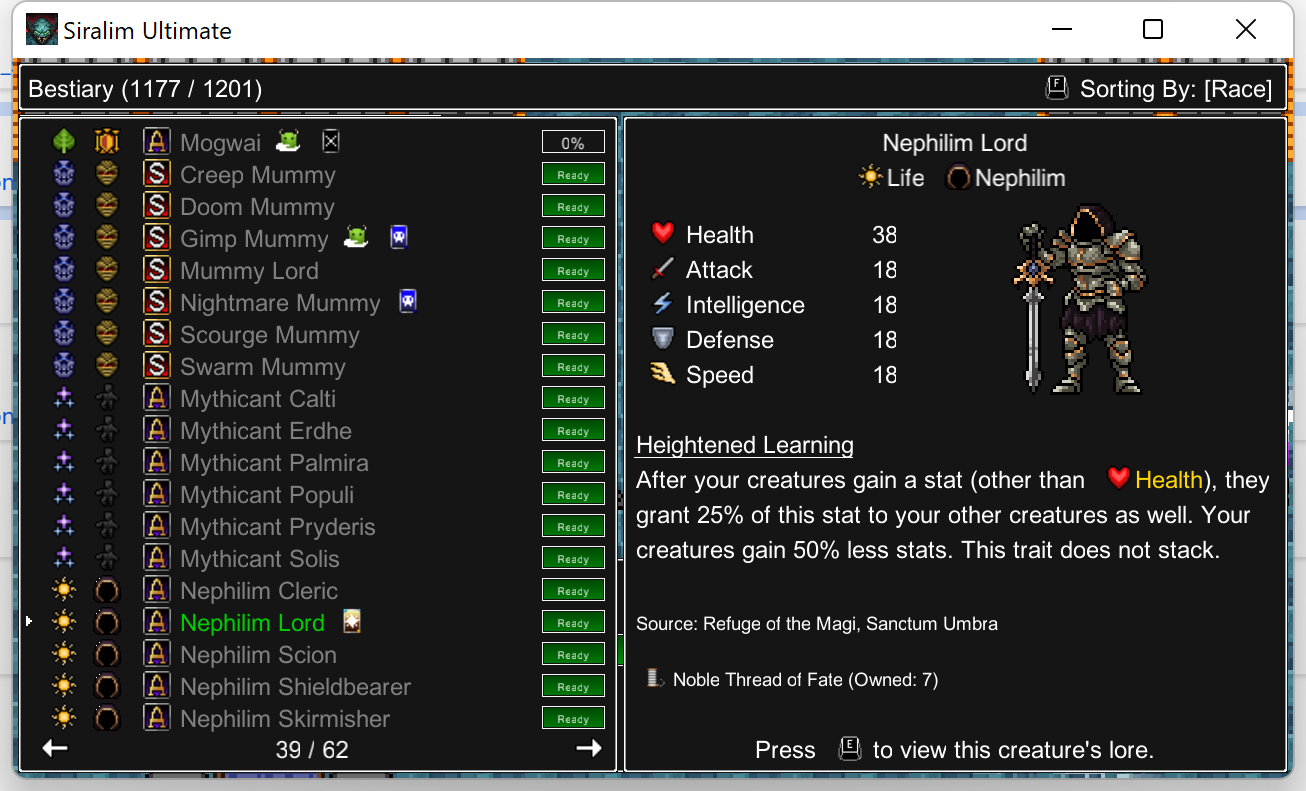 Siralim Ultimate
Bestiary (1177 / 1201)
F Sorting By: [Race]
A Mogwai 0%
S Creep Mummy Ready
S Doom Mummy Ready
S Gimp Mummy Ready
S Mummy Lord Ready
S Nightmare Mummy Ready
S Scourge Mummy Ready
S Swarm Mummy Ready
A Mythicant Calti Ready
A Mythicant Erdhe Ready
A Mythicant Palmira Ready
A Mythicant Populi Ready
A Mythicant Pryderis Ready
A Mythicant Solis Ready
A Nephilim Cleric Ready
A Nephilim Lord Ready
A Nephilim Scion Ready
A Nephilim Shieldbearer Ready
A Nephilim Skirmisher Ready
39 / 62
Nephilim Lord
Life Nephilim
Health 38
Attack 18
Intelligence 18
Defense 18
Speed 18
Heightened Learning
After your creatures gain a stat (other than Health), they
grant 25% of this stat to your other creatures as well. Your
creatures gain 50% less stats. This trait does not stack.
Source: Refuge of the Magi, Sanctum Umbra
Noble Thread of Fate (Owned: 7)
Press E to view this creature's lore.